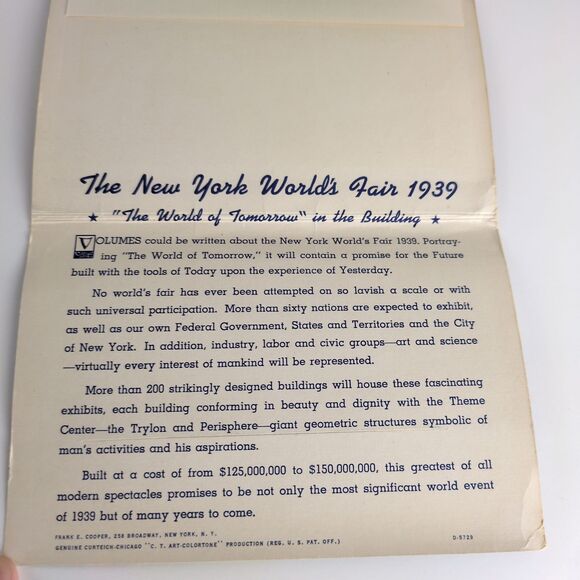 The New York World's Fair 1939
★ "The World of Tomorrow" in the Building ★
VOLUMES could be written about the New York World's Fair 1939. Portray-
ing "The World of Tomorrow," it will contain a promise for the Future
built with the tools of Today upon the experience of Yesterday.
No world's fair has ever been attempted on so lavish a scale or with
such universal participation. More than sixty nations are expected to exhibit,
as well as our own Federal Government, States and Territories and the City
of New York. In addition, industry, labor and civic groups—art and science
—virtually every interest of mankind will be represented.
More than 200 strikingly designed buildings will house these fascinating
exhibits, each building conforming in beauty and dignity with the Theme
Center—the Trylon and Perisphere—giant geometric structures symbolic of
man's activities and his aspirations.
Built at a cost of from $125,000,000 to $150,000,000, this greatest of all
modern spectacles promises to be not only the most significant world event
of 1939 but of many years to come.
FRANK E. COOPER, 258 BROADWAY, NEW YORK, N. Y.
GENUINE CURTEICH-CHICAGO "C. T. ART-COLORTONE" PRODUCTION (REG. U. S. PAT. OFF.)
D-5729